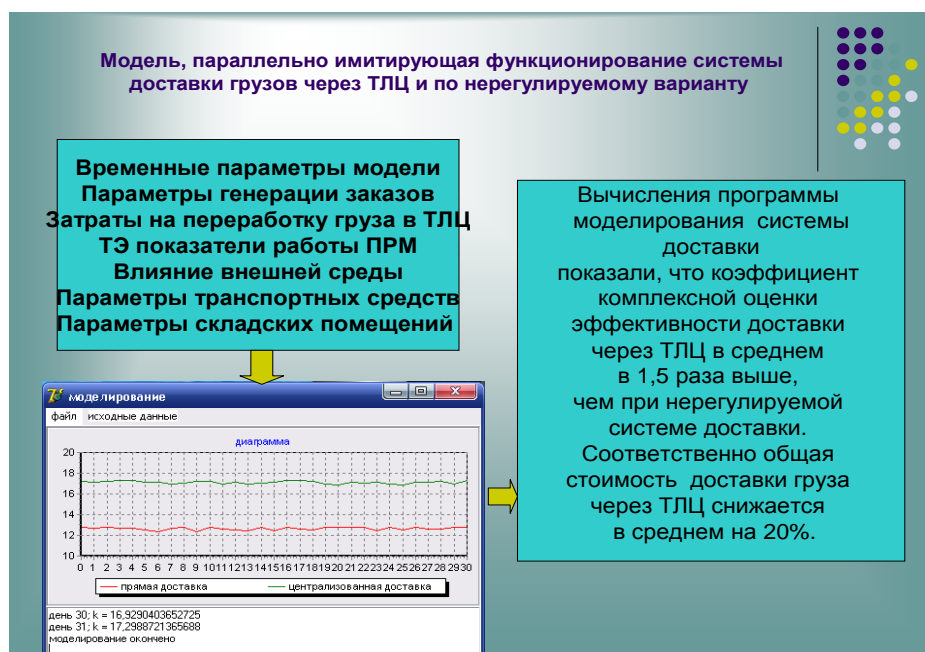 Модель, параллельно имитирующая функционирование системы
доставки грузов через ТЛЦ и по нерегулируемому варианту
Временные параметры модели
Параметры генерации заказов
Затраты на переработку груза в ТЛЦ
ТЭ показатели работы ПРМ
Влияние внешней среды
Параметры транспортных средств
Параметры складских помещений
моделирование
файл исходные данные
диаграмма
20
18
16
14
12
10
0 1 2 3 4 5 6 7 8 9 10 11 12 13 14 15 16 17 18 19 20 21 22 23 24 25 26 27 28 29 30
прямая доставка централизованная доставка
день 30; k = 16,9290403652725
день 31; k = 17,2988721365688
моделирование окончено
Вычисления программы
моделирования системы
доставки
показали, что коэффициент
комплексной оценки
эффективности доставки
через ТЛЦ в среднем
в 1,5 раза выше,
чем при нерегулируемой
системе доставки.
Соответственно общая
стоимость доставки груза
через ТЛЦ снижается
в среднем на 20%.